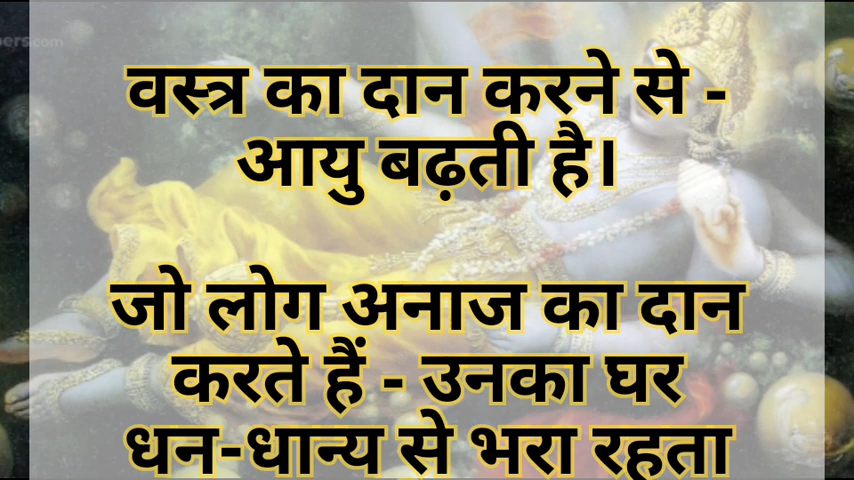 वस्त्र का दान करने से -
आयु बढ़ती है।
जो लोग अनाज का दान
करते हैं - उनका घर
धन-धान्य से भरा रहता